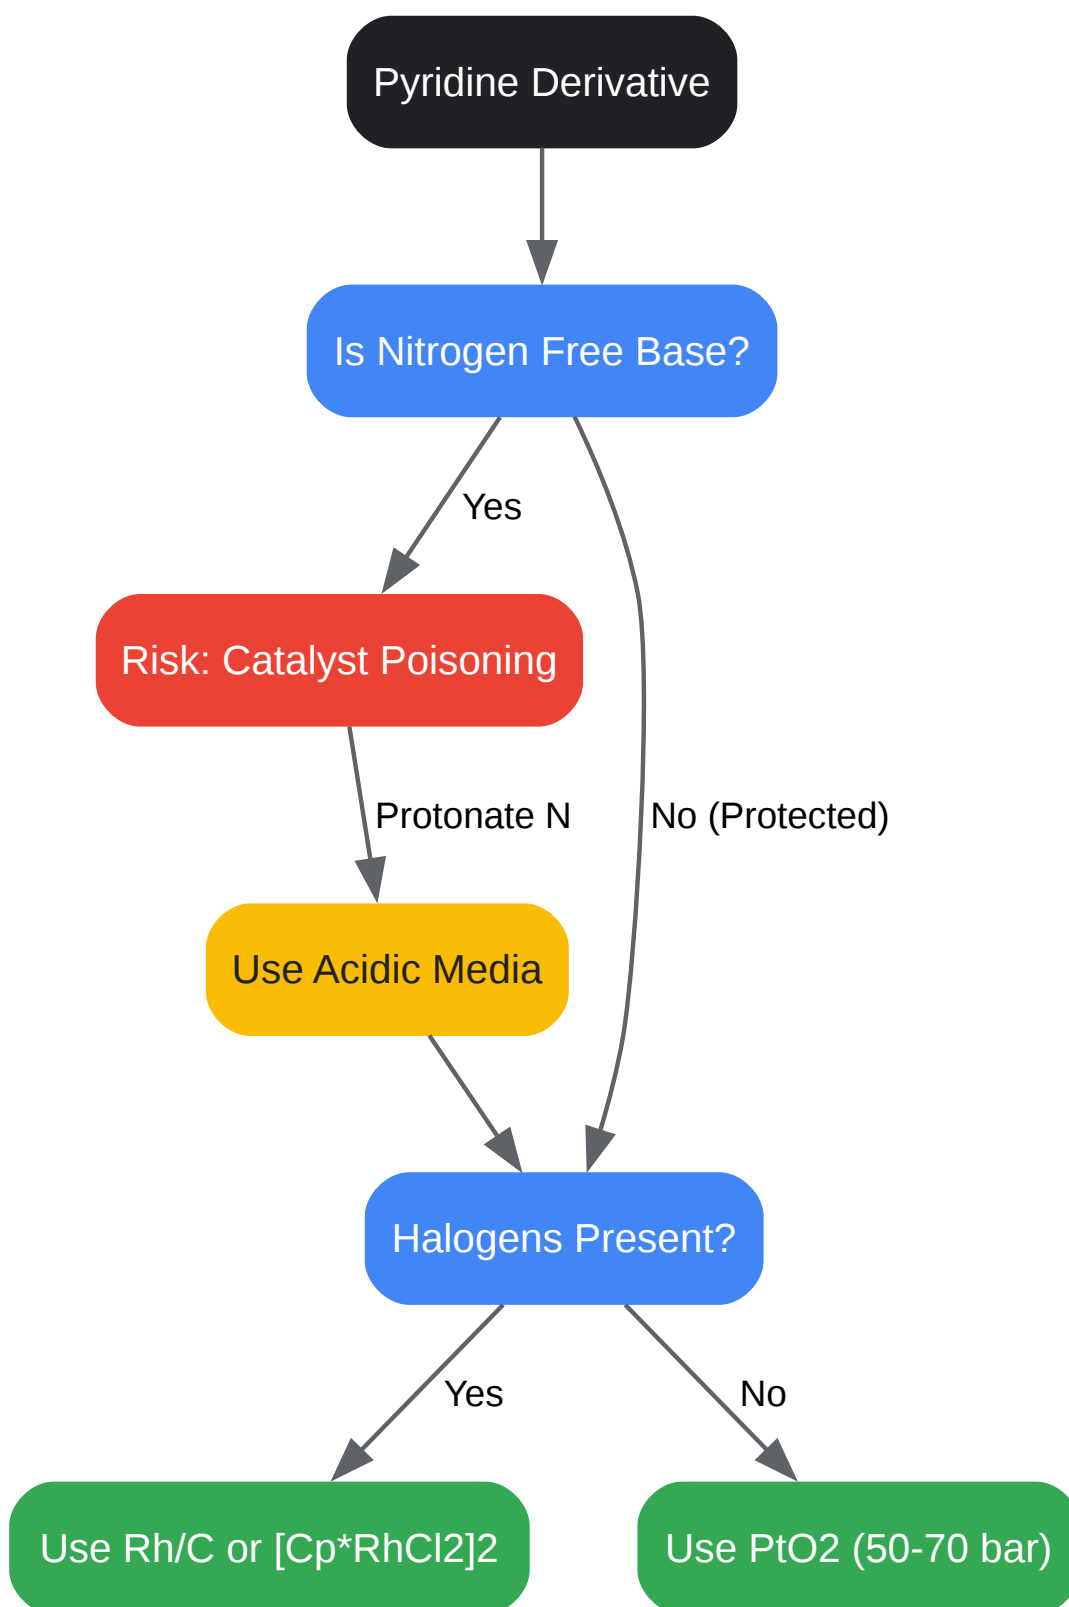 Pyridine Derivative
Is Nitrogen Free Base?
Yes
Risk: Catalyst Poisoning
Protonate N
No (Protected)
Use Acidic Media
Halogens Present?
Yes
No
Use Rh/C or [Cp*RhCl2]2
Use PtO2 (50-70 bar)